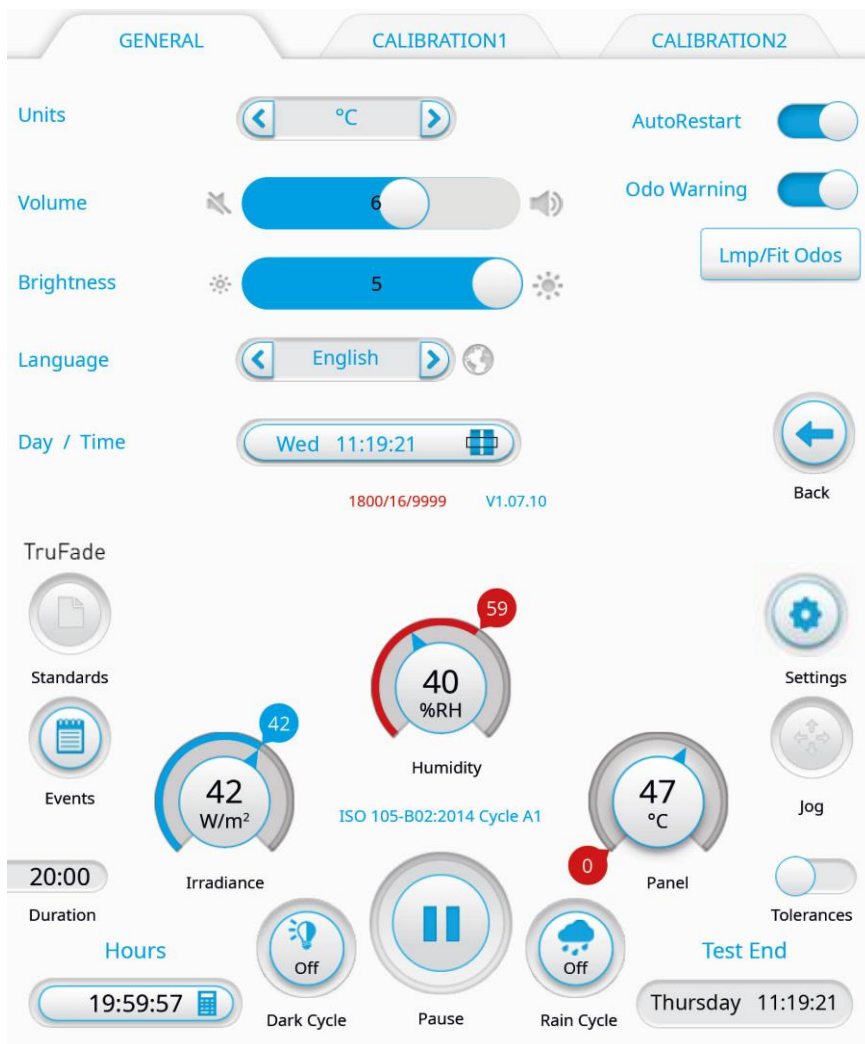 GENERAL CALIBRATION1 CALIBRATION2
Units °C AutoRestart
Volume 6 Odo Warning
Lmp/Fit Odos
Brightness 5
Language English
Day / Time Wed 11:19:21
Back
1800/16/9999 V1.07.10
TruFade
59
Standards 40 Settings
%RH
42
Humidity
Events 42 47 Jog
W/m² °C
ISO 105-B02:2014 Cycle A1
0
20:00 Irradiance Panel
Duration Tolerances
Hours Off Off Test End
19:59:57 Thursday 11:19:21
Dark Cycle Pause Rain Cycle